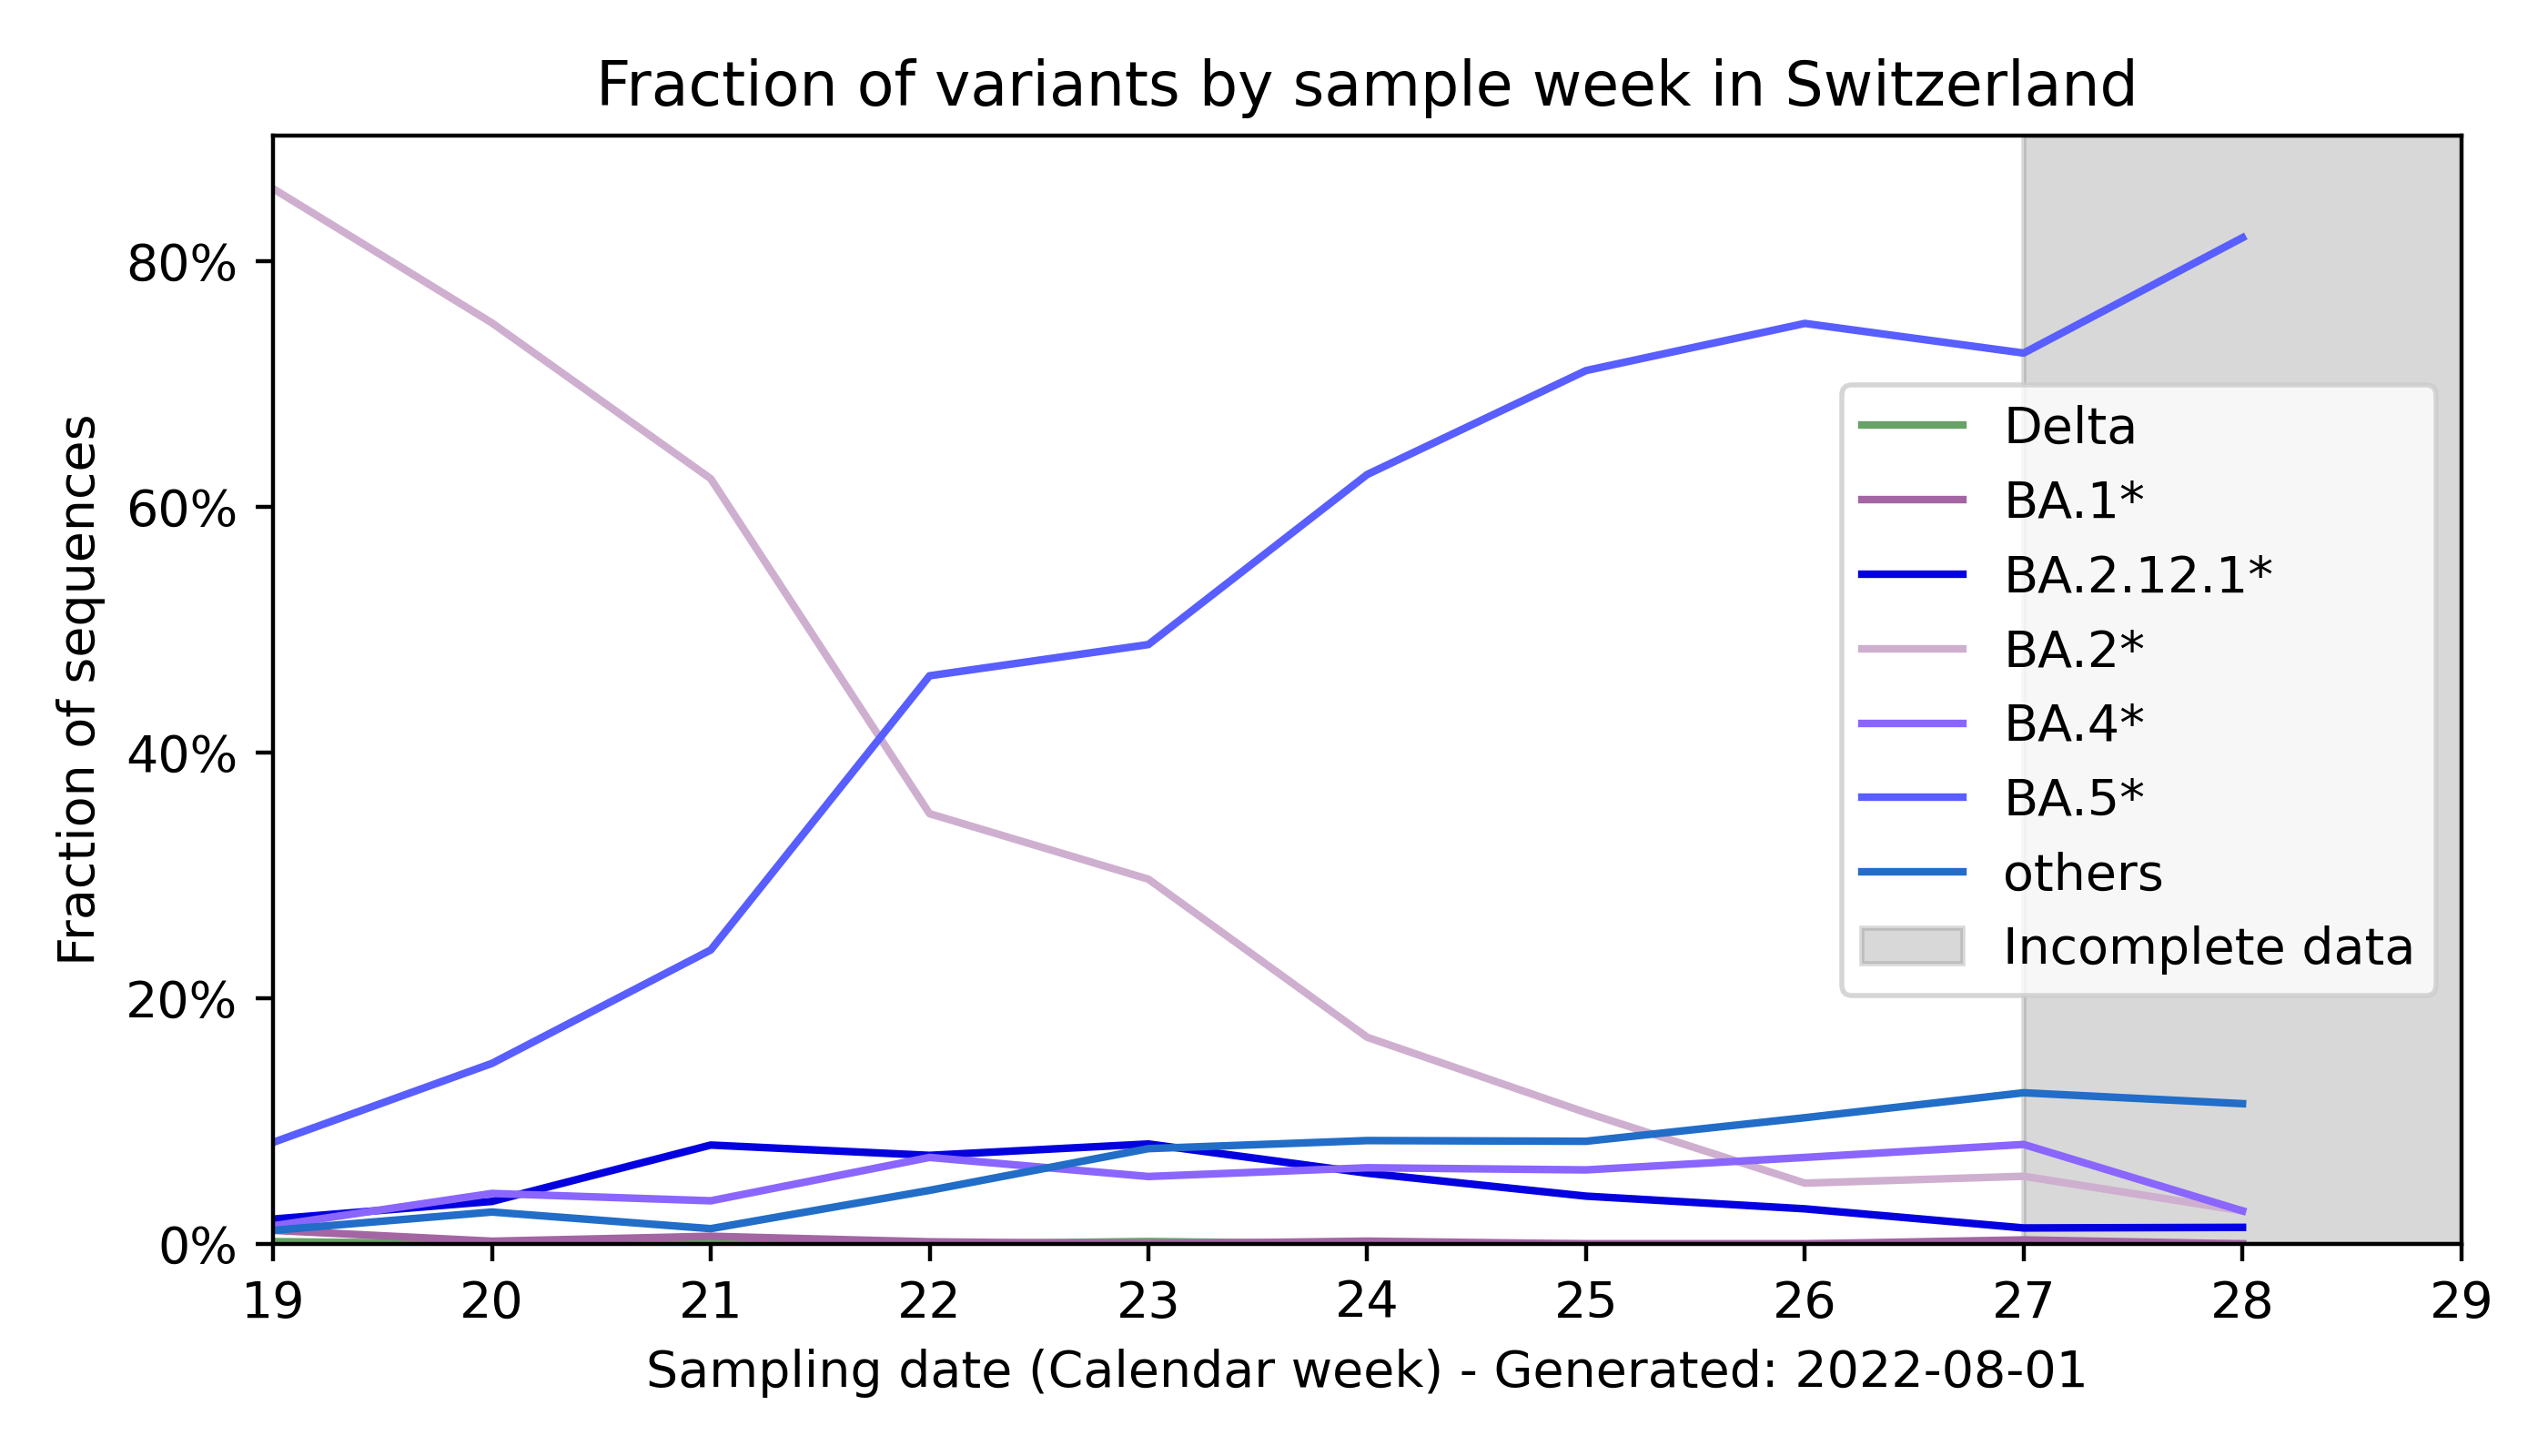 Fraction of variants by sample week in Switzerland
Fraction of sequences
80%
60%
40%
20%
0%
Delta
BA.1*
BA.2.12.1*
BA.2*
BA.4*
BA.5*
others
Incomplete data
19 20 21 22 23 24 25 26 27 28 29
Sampling date (Calendar week) - Generated: 2022-08-01